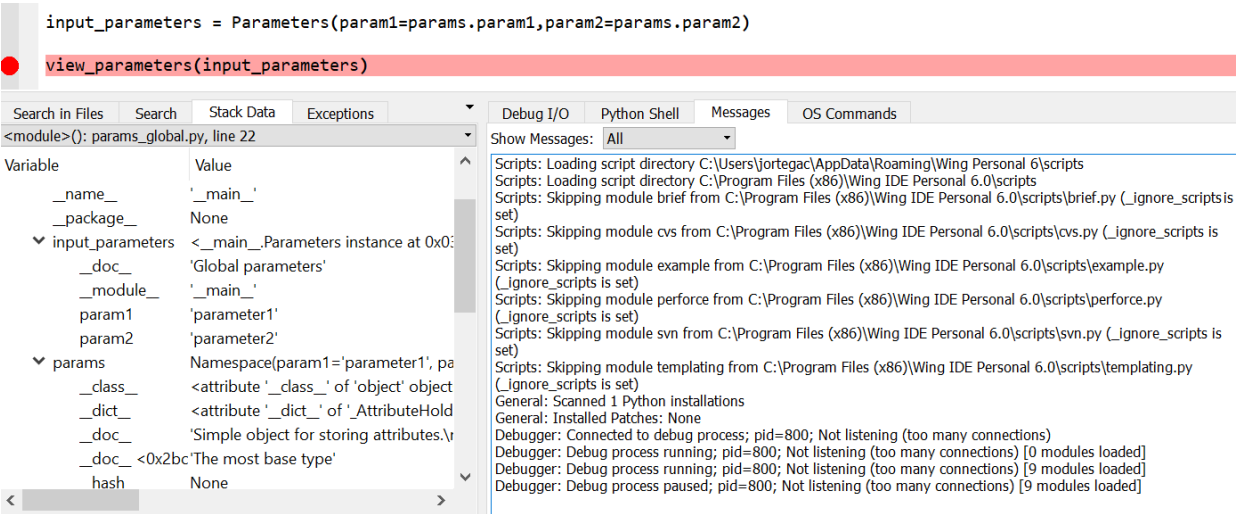 input_parameters = Parameters(param1=params.param1,param2=params.param2)
view_parameters(input_parameters)
Search in Files Search Stack Data Exceptions
<module>(): params_global.py, line 22
Variable Value
__name__ '__main__'
__package__ None
input_parameters <__main__.Parameters instance at 0x03
__doc__ 'Global parameters'
__module__ '__main__'
param1 'parameter1'
param2 'parameter2'
params Namespace(param1='parameter1', pa
__class__ <attribute '__class__' of 'object' object
__dict__ <attribute '__dict__' of '_AttributeHold
__doc__ 'Simple object for storing attributes.\r
__doc__ <0x2bc 'The most base type'
hash None
Debug I/O Python Shell Messages OS Commands
Show Messages: All
Scripts: Loading script directory C:\Users\jortegac\AppData\Roaming\Wing Personal 6\scripts
Scripts: Loading script directory C:\Program Files (x86)\Wing IDE Personal 6.0\scripts
Scripts: Skipping module brief from C:\Program Files (x86)\Wing IDE Personal 6.0\scripts\brief.py (_ignore_scripts is
set)
Scripts: Skipping module cvs from C:\Program Files (x86)\Wing IDE Personal 6.0\scripts\cvs.py (_ignore_scripts is
set)
Scripts: Skipping module example from C:\Program Files (x86)\Wing IDE Personal 6.0\scripts\example.py
(_ignore_scripts is set)
Scripts: Skipping module perforce from C:\Program Files (x86)\Wing IDE Personal 6.0\scripts\perforce.py
(_ignore_scripts is set)
Scripts: Skipping module svn from C:\Program Files (x86)\Wing IDE Personal 6.0\scripts\svn.py (_ignore_scripts is
set)
Scripts: Skipping module templating from C:\Program Files (x86)\Wing IDE Personal 6.0\scripts\templating.py
(_ignore_scripts is set)
General: Scanned 1 Python installations
General: Installed Patches: None
Debugger: Connected to debug process; pid=800; Not listening (too many connections)
Debugger: Debug process running; pid=800; Not listening (too many connections) [0 modules loaded]
Debugger: Debug process running; pid=800; Not listening (too many connections) [9 modules loaded]
Debugger: Debug process paused; pid=800; Not listening (too many connections) [9 modules loaded]